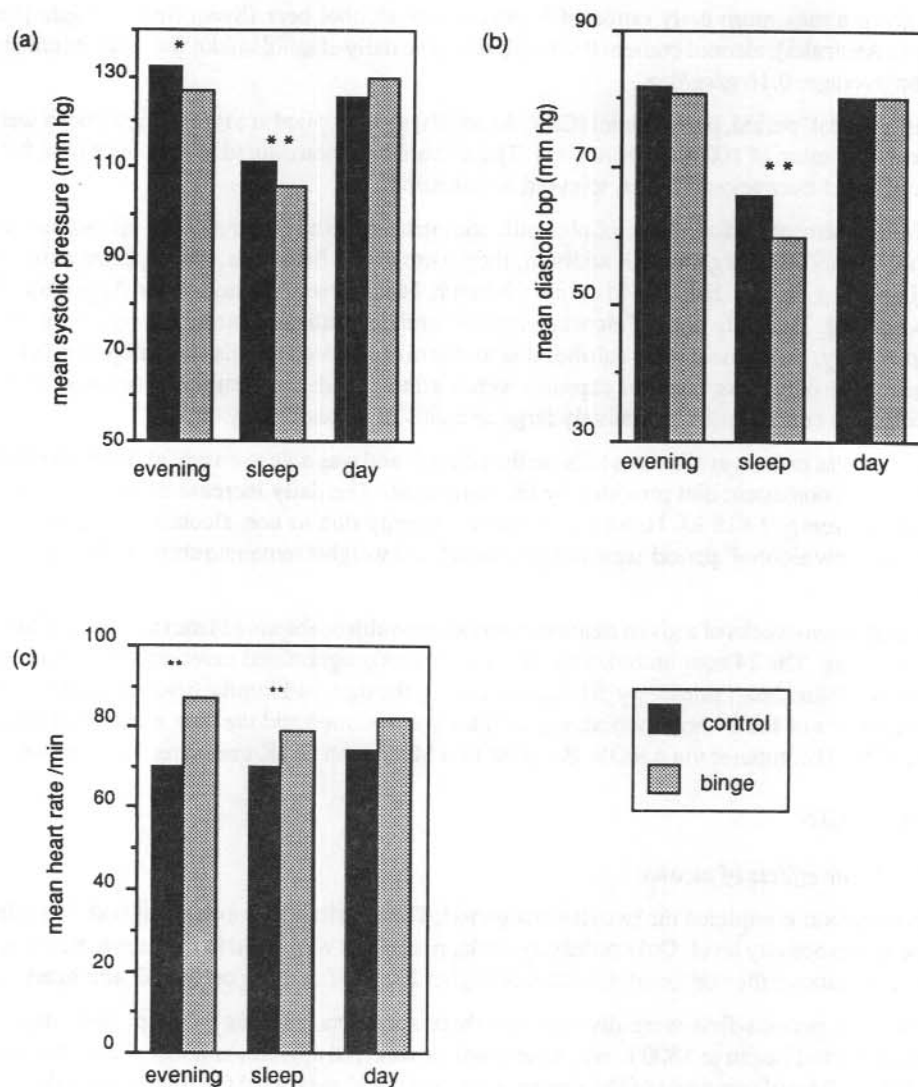 (a)
mean systolic pressure (mm hg)
130
110
90
70
50
*
* *
evening sleep day
(b)
mean diastolic bp (mm hg)
90
70
50
30
* *
evening sleep day
(c)
mean heart rate /min
100
80
60
40
20
0
**
**
evening sleep day
control
binge